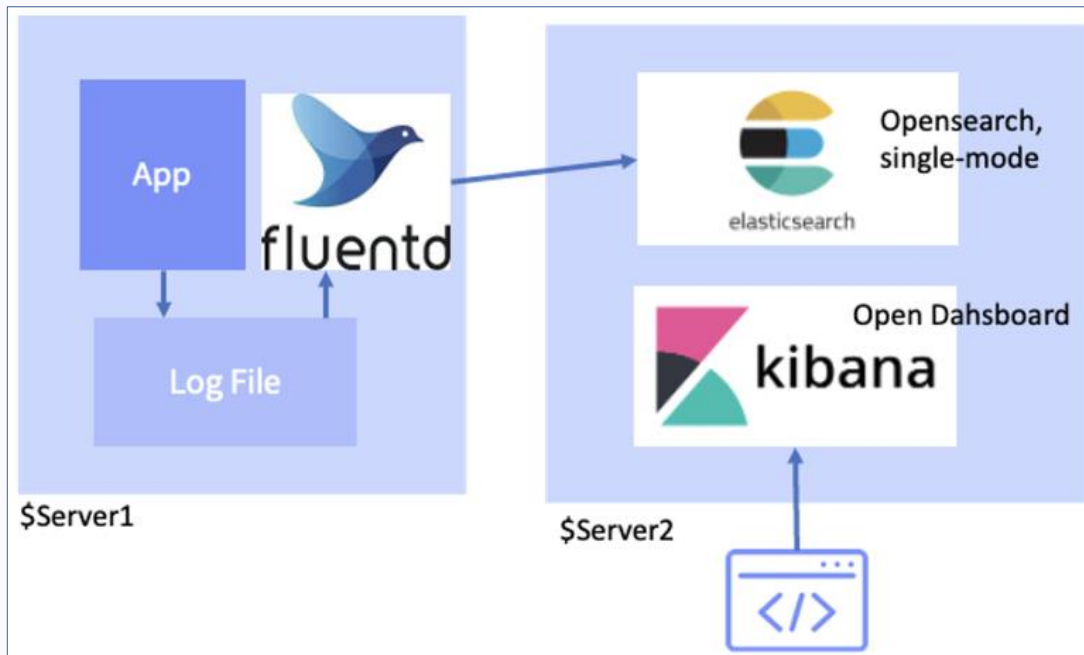 App
fluentd
Log File
$Server1
elasticsearch
Opensearch,
single-mode
Open Dahsboard
kibana
$Server2
</>